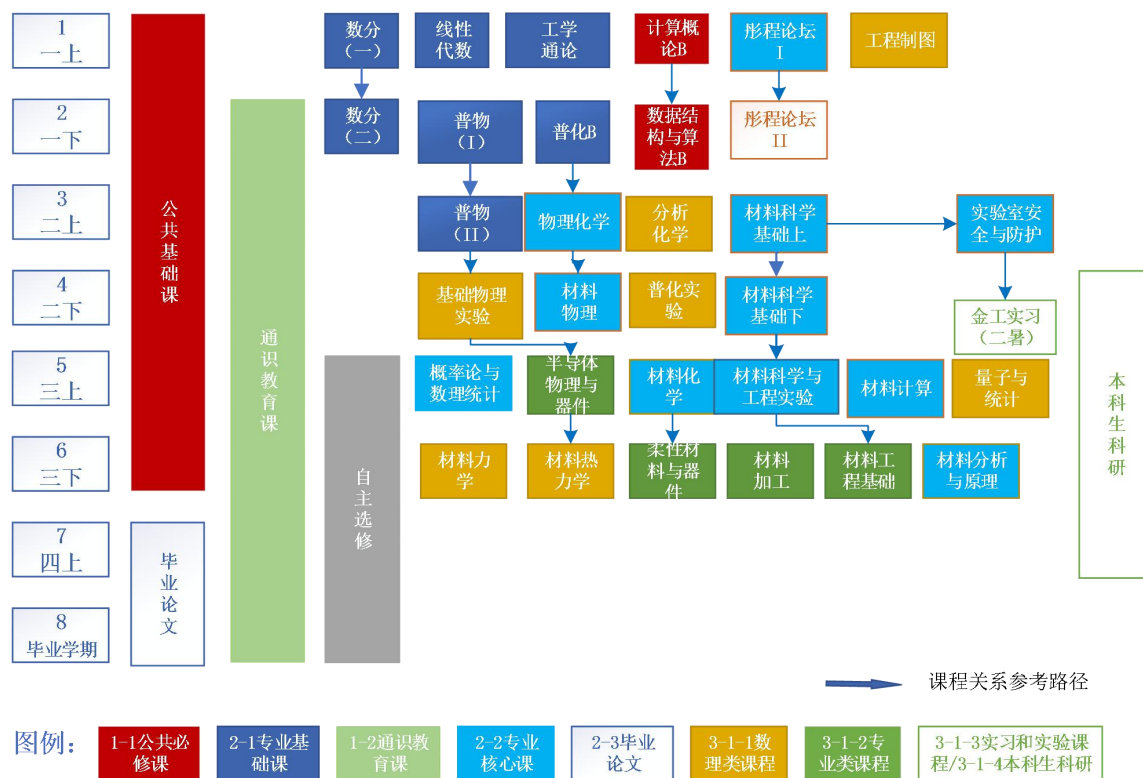 1
一上
2
一下
3
二上
4
二下
5
三上
6
三下
7
四上
8
毕业学期
公共基础课
毕业论文
通识教育课
自主选修
本科生科研
数分
（一）
线性
代数
工学
通论
计算概
论B
彤程论坛
I
工程制图
数分
（二）
普物
（I）
普化B
数据结
构与算
法B
彤程论坛
II
普物
（II）
物理化学
分析
化学
材料科学
基础上
实验室安
全与防护
基础物理
实验
材料
物理
普化实
验
材料科学
基础下
金工实习
（二暑）
概率论与
数理统计
半导体
物理与
器件
材料化
学
材料科学与
工程实验
材料计算
量子与
统计
材料力
学
材料热
力学
柔性材
料与器
件
材料
加工
材料工
程基础
材料分析
与原理
课程关系参考路径
图例：
1-1公共必
修课
2-1专业基
础课
1-2通识教
育课
2-2专业
核心课
2-3毕业
论文
3-1-1数
理类课程
3-1-2专
业类课程
3-1-3实习和实验课
程/3-1-4本科生科研